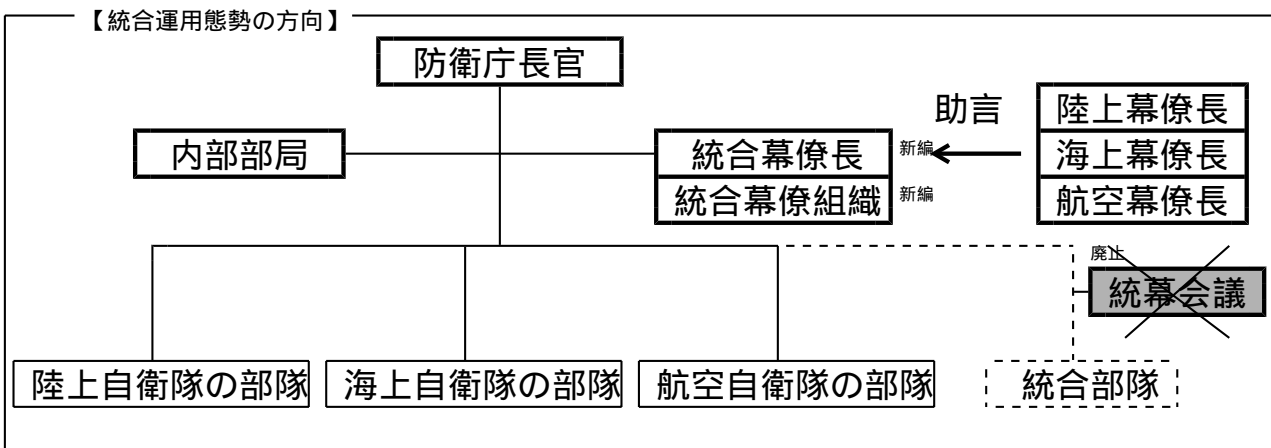 【統合運用態勢の方向】
防衛庁長官
助言
陸上幕僚長
内部部局
統合幕僚長
新編
海上幕僚長
統合幕僚組織
新編
航空幕僚長
廃止
統幕会議
陸上自衛隊の部隊
海上自衛隊の部隊
航空自衛隊の部隊
統合部隊